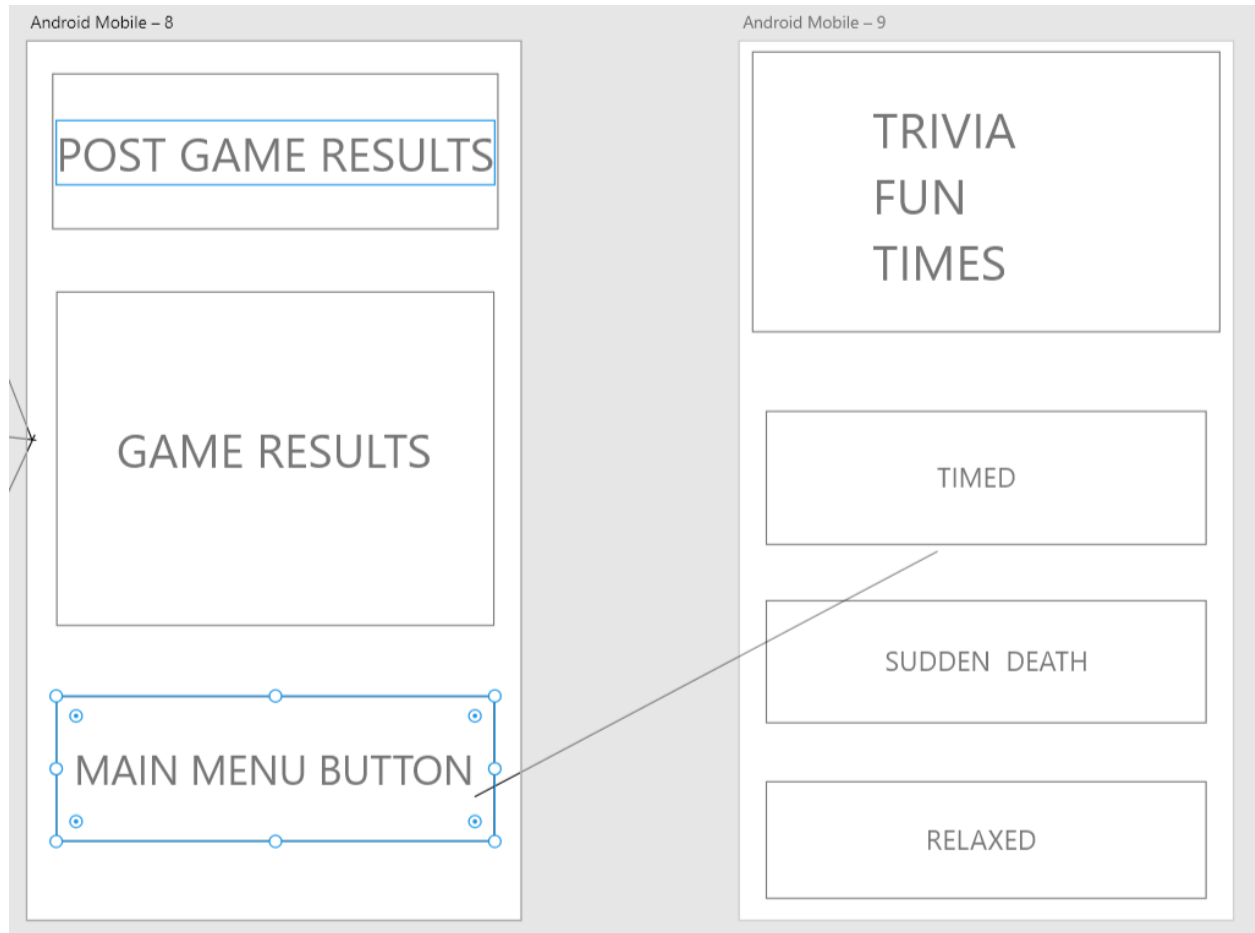 Android Mobile – 8
POST GAME RESULTS
GAME RESULTS
MAIN MENU BUTTON
Android Mobile – 9
TRIVIA
FUN
TIMES
TIMED
SUDDEN DEATH
RELAXED